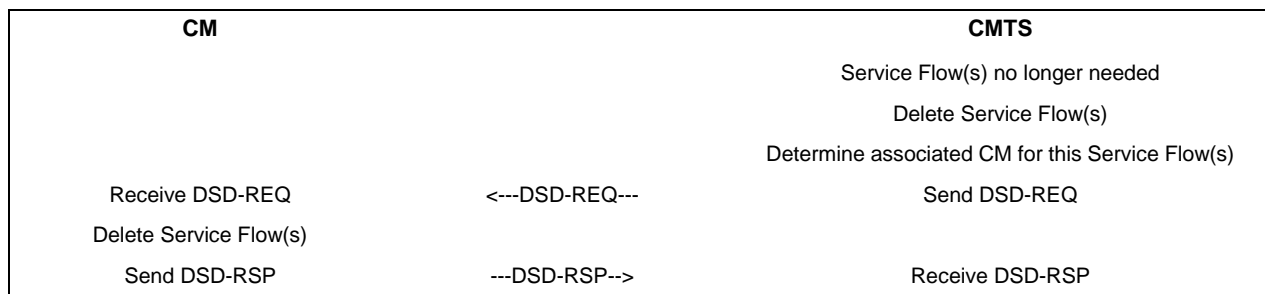 CM CMTS
Service Flow(s) no longer needed
Delete Service Flow(s)
Determine associated CM for this Service Flow(s)
Receive DSD-REQ <---DSD-REQ--- Send DSD-REQ
Delete Service Flow(s)
Send DSD-RSP ---DSD-RSP--> Receive DSD-RSP